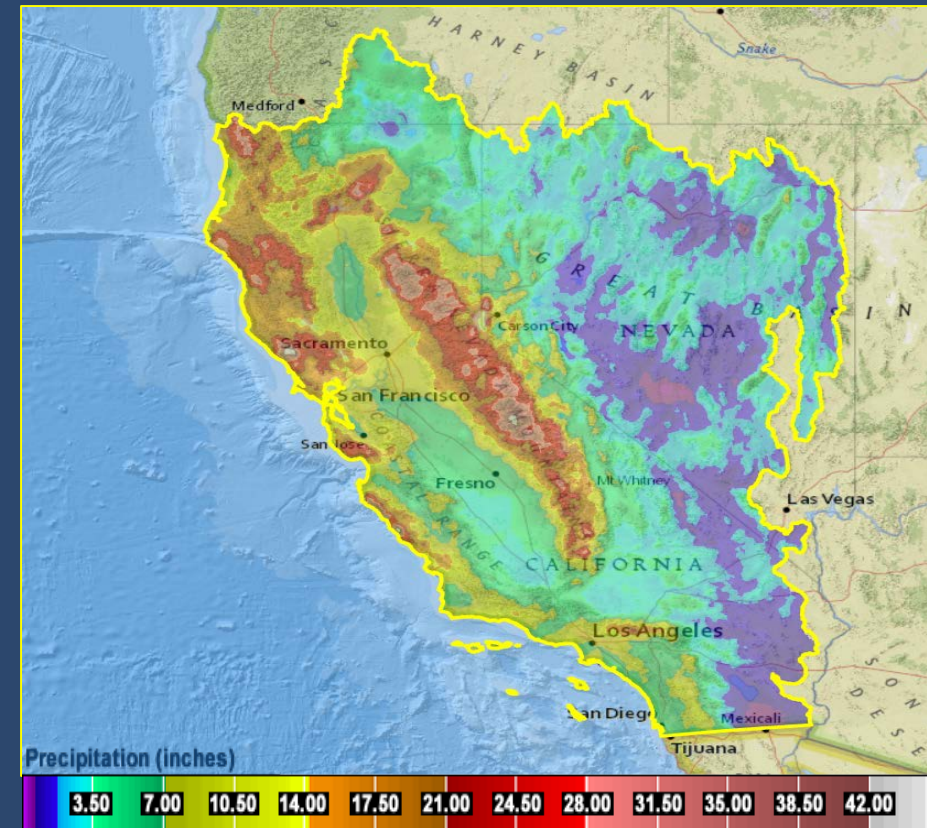 HARNEY BASIN
Snake
Medford
GREAT BASIN
NEVADA
Carson City
Sacramento
San Francisco
San Jose
COASTAL RANGE
Fresno
Mt Whitney
Las Vegas
CALIFORNIA
Los Angeles
San Diego
Mexicali
Tijuana
Precipitation (inches)
3.50 7.00 10.50 14.00 17.50 21.00 24.50 28.00 31.50 35.00 38.50 42.00